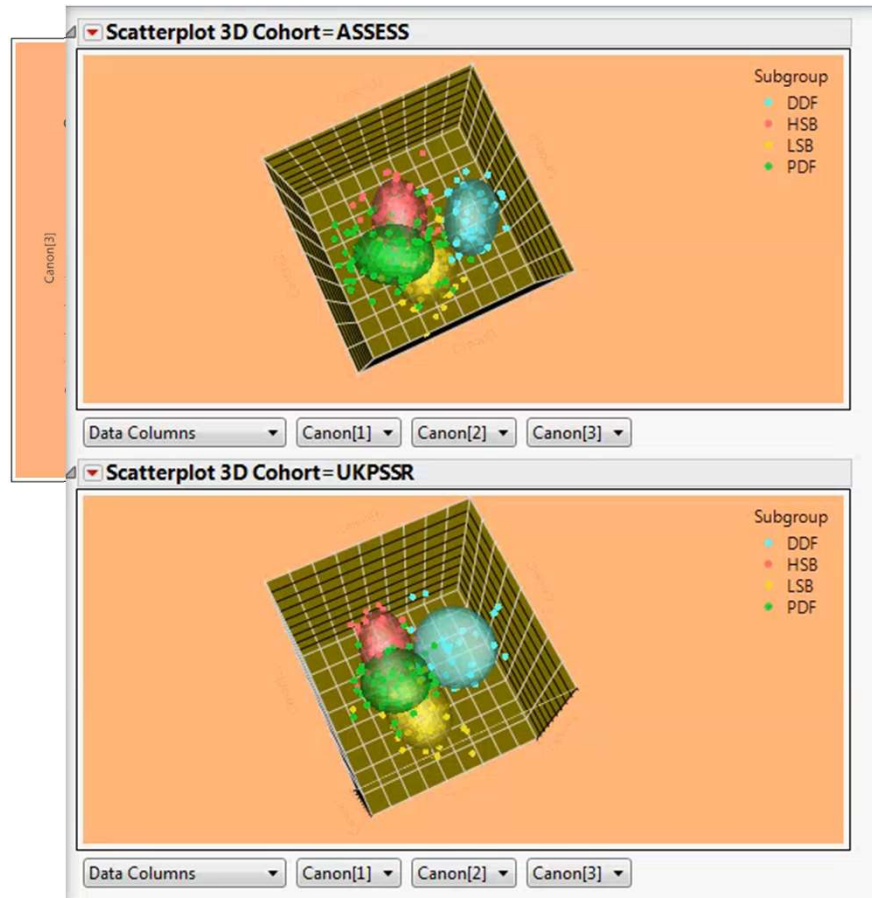 Scatterplot 3D Cohort=ASSESS
Subgroup
DDF
HSB
LSB
PDF
Canon[3]
Data Columns Canon[1] Canon[2] Canon[3]
Scatterplot 3D Cohort=UKPSSR
Subgroup
DDF
HSB
LSB
PDF
Data Columns Canon[1] Canon[2] Canon[3]